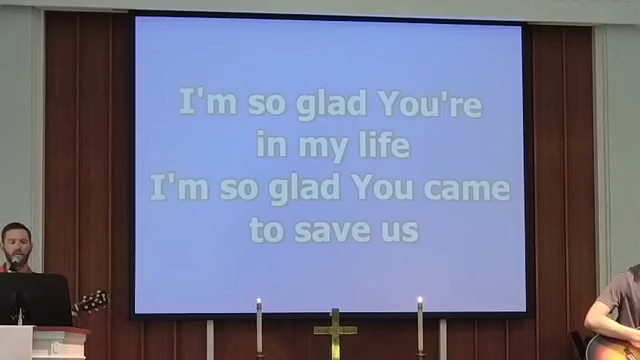 I'm so glad You're
in my life
I'm so glad You came
to save us